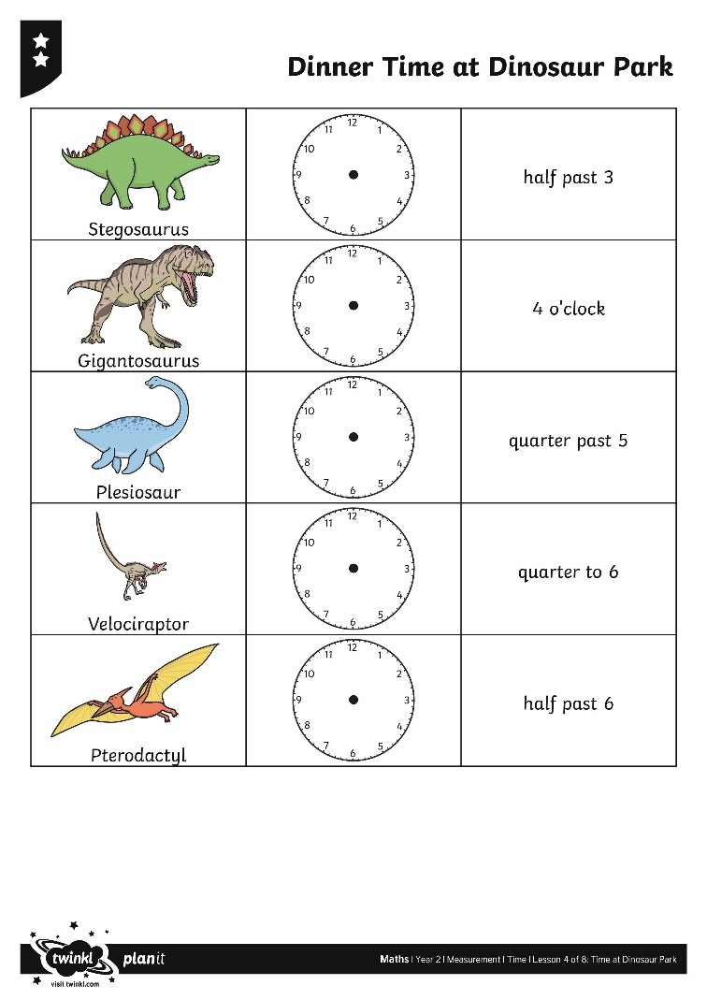 Dinner Time at Dinosaur Park
12
11 1
10 2
9 3
8 4
7 5
6
half past 3
Stegosaurus
12
11 1
10 2
9 3
8 4
7 5
6
4 o'clock
Gigantosaurus
12
11 1
10 2
9 3
8 4
7 5
6
quarter past 5
Plesiosaur
12
11 1
10 2
9 3
8 4
7 5
6
quarter to 6
Velociraptor
12
11 1
10 2
9 3
8 4
7 5
6
half past 6
Pterodactyl
twinkl planit
visit twinkl.com
Maths | Year 2 | Measurement | Time | Lesson 4 of 8: Time at Dinosaur Park